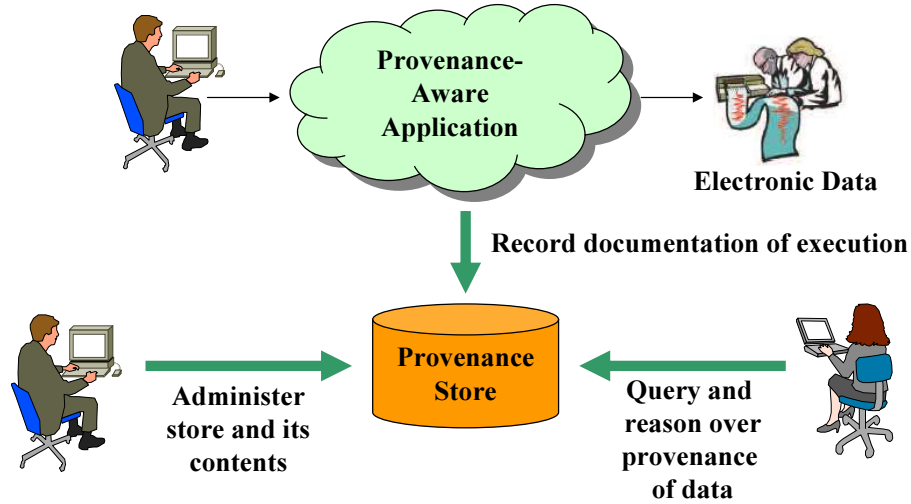 Provenance-
Aware
Application
Electronic Data
Record documentation of execution
Provenance
Store
Administer
store and its
contents
Query and
reason over
provenance
of data